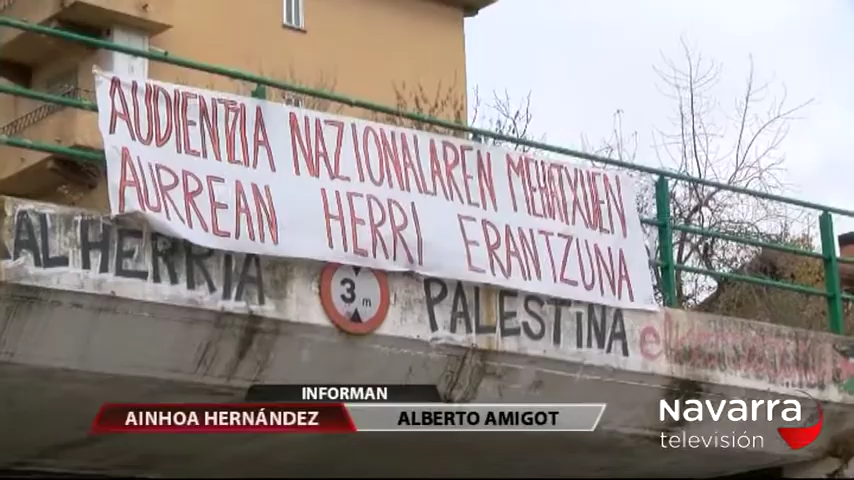 AUDIENTZIA NAZIONALAREN MEHATXUEN
AURREAN HERRI ERANTZUNA
AL HERRIA
3 m
PALESTINA
INFORMAN
AINHOA HERNÁNDEZ
ALBERTO AMIGOT
Navarra
televisión